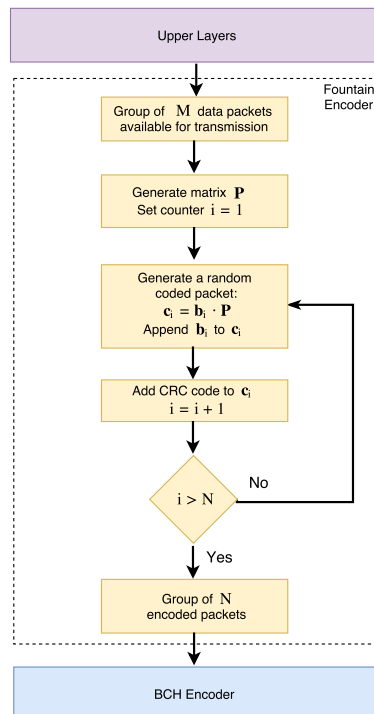 Upper Layers
Fountain
Encoder
Group of M data packets
available for transmission
Generate matrix P
Set counter i = 1
Generate a random
coded packet:
cᵢ = bᵢ · P
Append bᵢ to cᵢ
Add CRC code to cᵢ
i = i + 1
i > N
No
Yes
Group of N
encoded packets
BCH Encoder